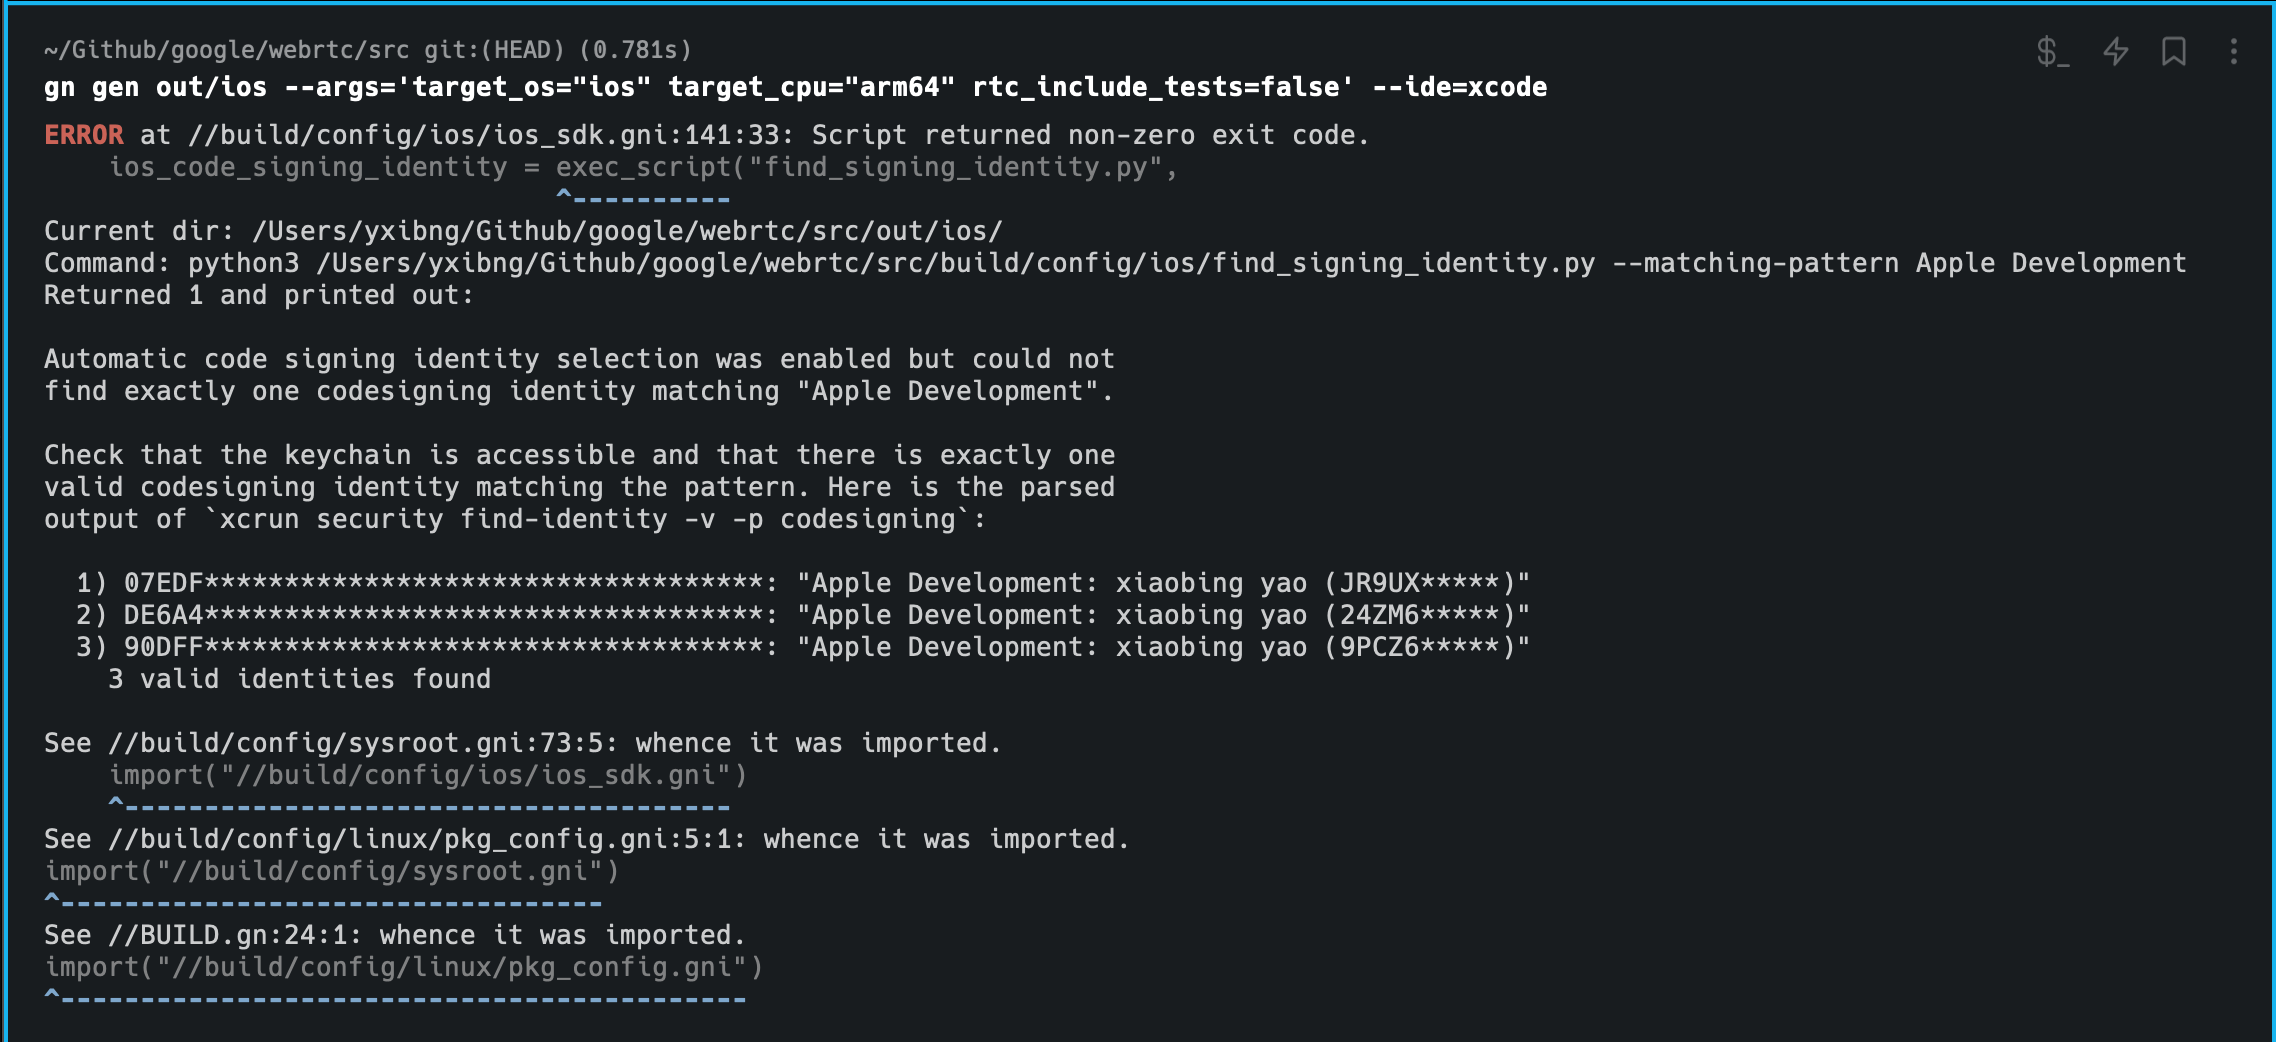 ~/Github/google/webrtc/src git:(HEAD) (0.781s)
gn gen out/ios --args='target_os="ios" target_cpu="arm64" rtc_include_tests=false' --ide=xcode
ERROR at //build/config/ios/ios_sdk.gni:141:33: Script returned non-zero exit code.
    ios_code_signing_identity = exec_script("find_signing_identity.py",
                                ^----------
Current dir: /Users/yxibng/Github/google/webrtc/src/out/ios/
Command: python3 /Users/yxibng/Github/google/webrtc/src/build/config/ios/find_signing_identity.py --matching-pattern Apple Development
Returned 1 and printed out:

Automatic code signing identity selection was enabled but could not
find exactly one codesigning identity matching "Apple Development".

Check that the keychain is accessible and that there is exactly one
valid codesigning identity matching the pattern. Here is the parsed
output of `xcrun security find-identity -v -p codesigning`:

  1) 07EDF***********************************: "Apple Development: xiaobing yao (JR9UX*****)"
  2) DE6A4***********************************: "Apple Development: xiaobing yao (24ZM6*****)"
  3) 90DFF***********************************: "Apple Development: xiaobing yao (9PCZ6*****)"
    3 valid identities found

See //build/config/sysroot.gni:73:5: whence it was imported.
    import("//build/config/ios/ios_sdk.gni")
    ^--------------------------------------
See //build/config/linux/pkg_config.gni:5:1: whence it was imported.
import("//build/config/sysroot.gni")
^----------------------------------
See //BUILD.gn:24:1: whence it was imported.
import("//build/config/linux/pkg_config.gni")
^-------------------------------------------